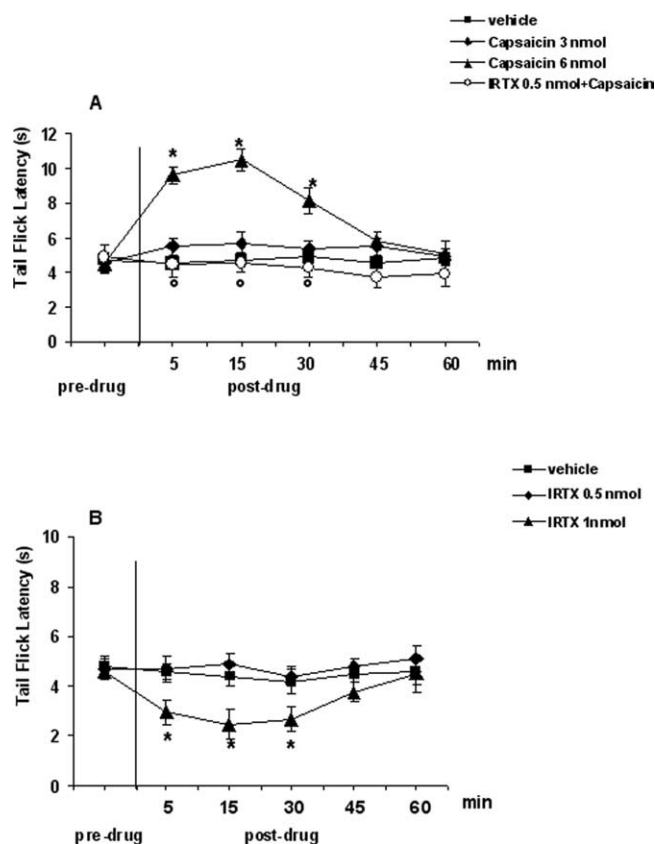 vehicle
Capsaicin 3 nmol
Capsaicin 6 nmol
IRTX 0.5 nmol+Capsaicin
A
Tail Flick Latency (s)
12
10
8
6
4
2
0
* * *
5 15 30 45 60 min
pre-drug post-drug
vehicle
IRTX 0.5 nmol
IRTX 1nmol
B
Tail Flick Latency (s)
10
8
6
4
2
0
* * *
5 15 30 45 60 min
pre-drug post-drug